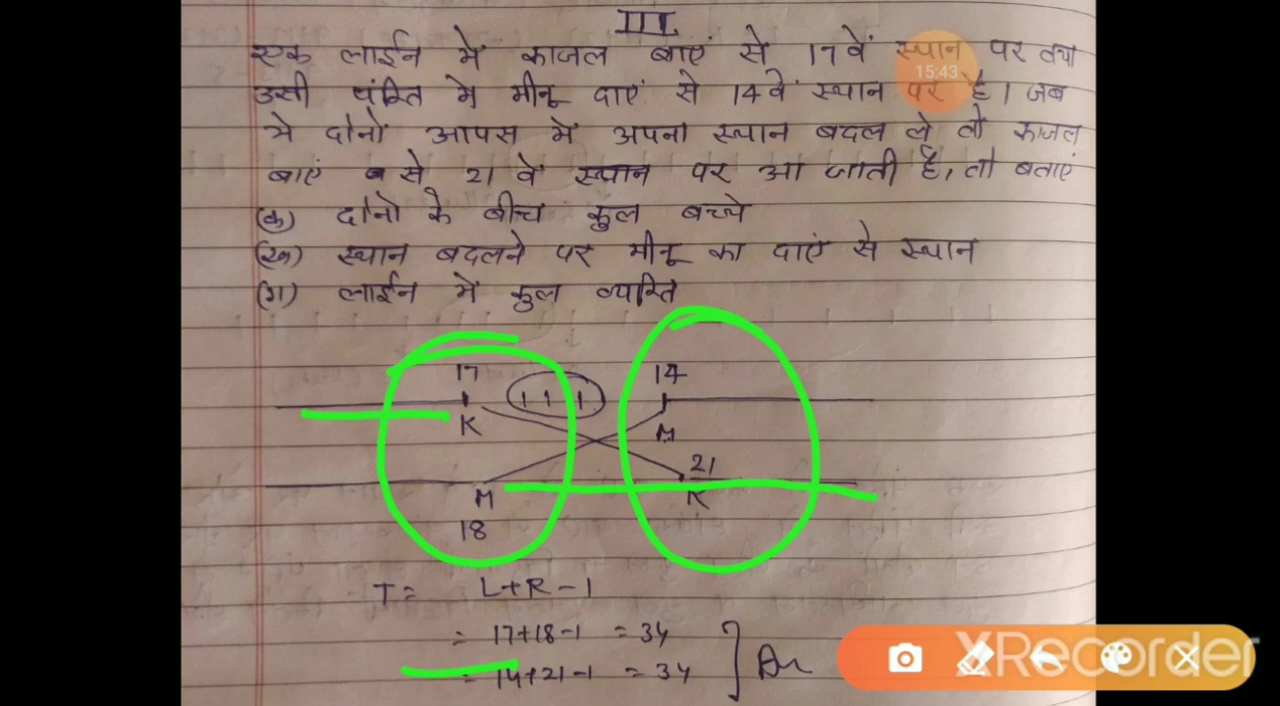 III
एक लाईन में काजल बाएं से 17वें स्थान पर तथा
उसी पंक्ति मे मीनू दाएं से 14वें स्थान पर है। जब
ये दोनों आपस में अपना स्थान बदल ले तो काजल
बाएं से 21 वें स्थान पर आ जाती है, तो बताएं
(क) दोनो के बीच कुल बच्चे
(ख) स्थान बदलने पर मीनू का दाएं से स्थान
(ग) लाईन में कुल व्यक्ति
17 14
K M
21
M K
18
T = L+R-1
= 17+18-1 = 34
= 14+21-1 = 34
15:43
XRecorder